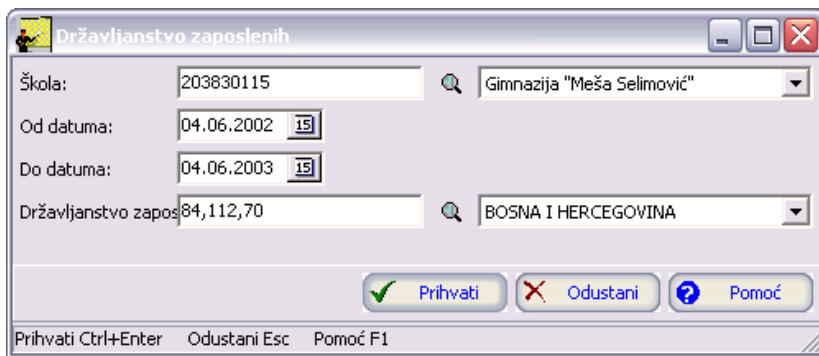 Državljanstvo zaposlenih
Škola: 203830115 Gimnazija "Meša Selimović"
Od datuma: 04.06.2002 15
Do datuma: 04.06.2003 15
Državljanstvo zapos 84,112,70 BOSNA I HERCEGOVINA
Prihvati Odustani Pomoć
Prihvati Ctrl+Enter Odustani Esc Pomoć F1